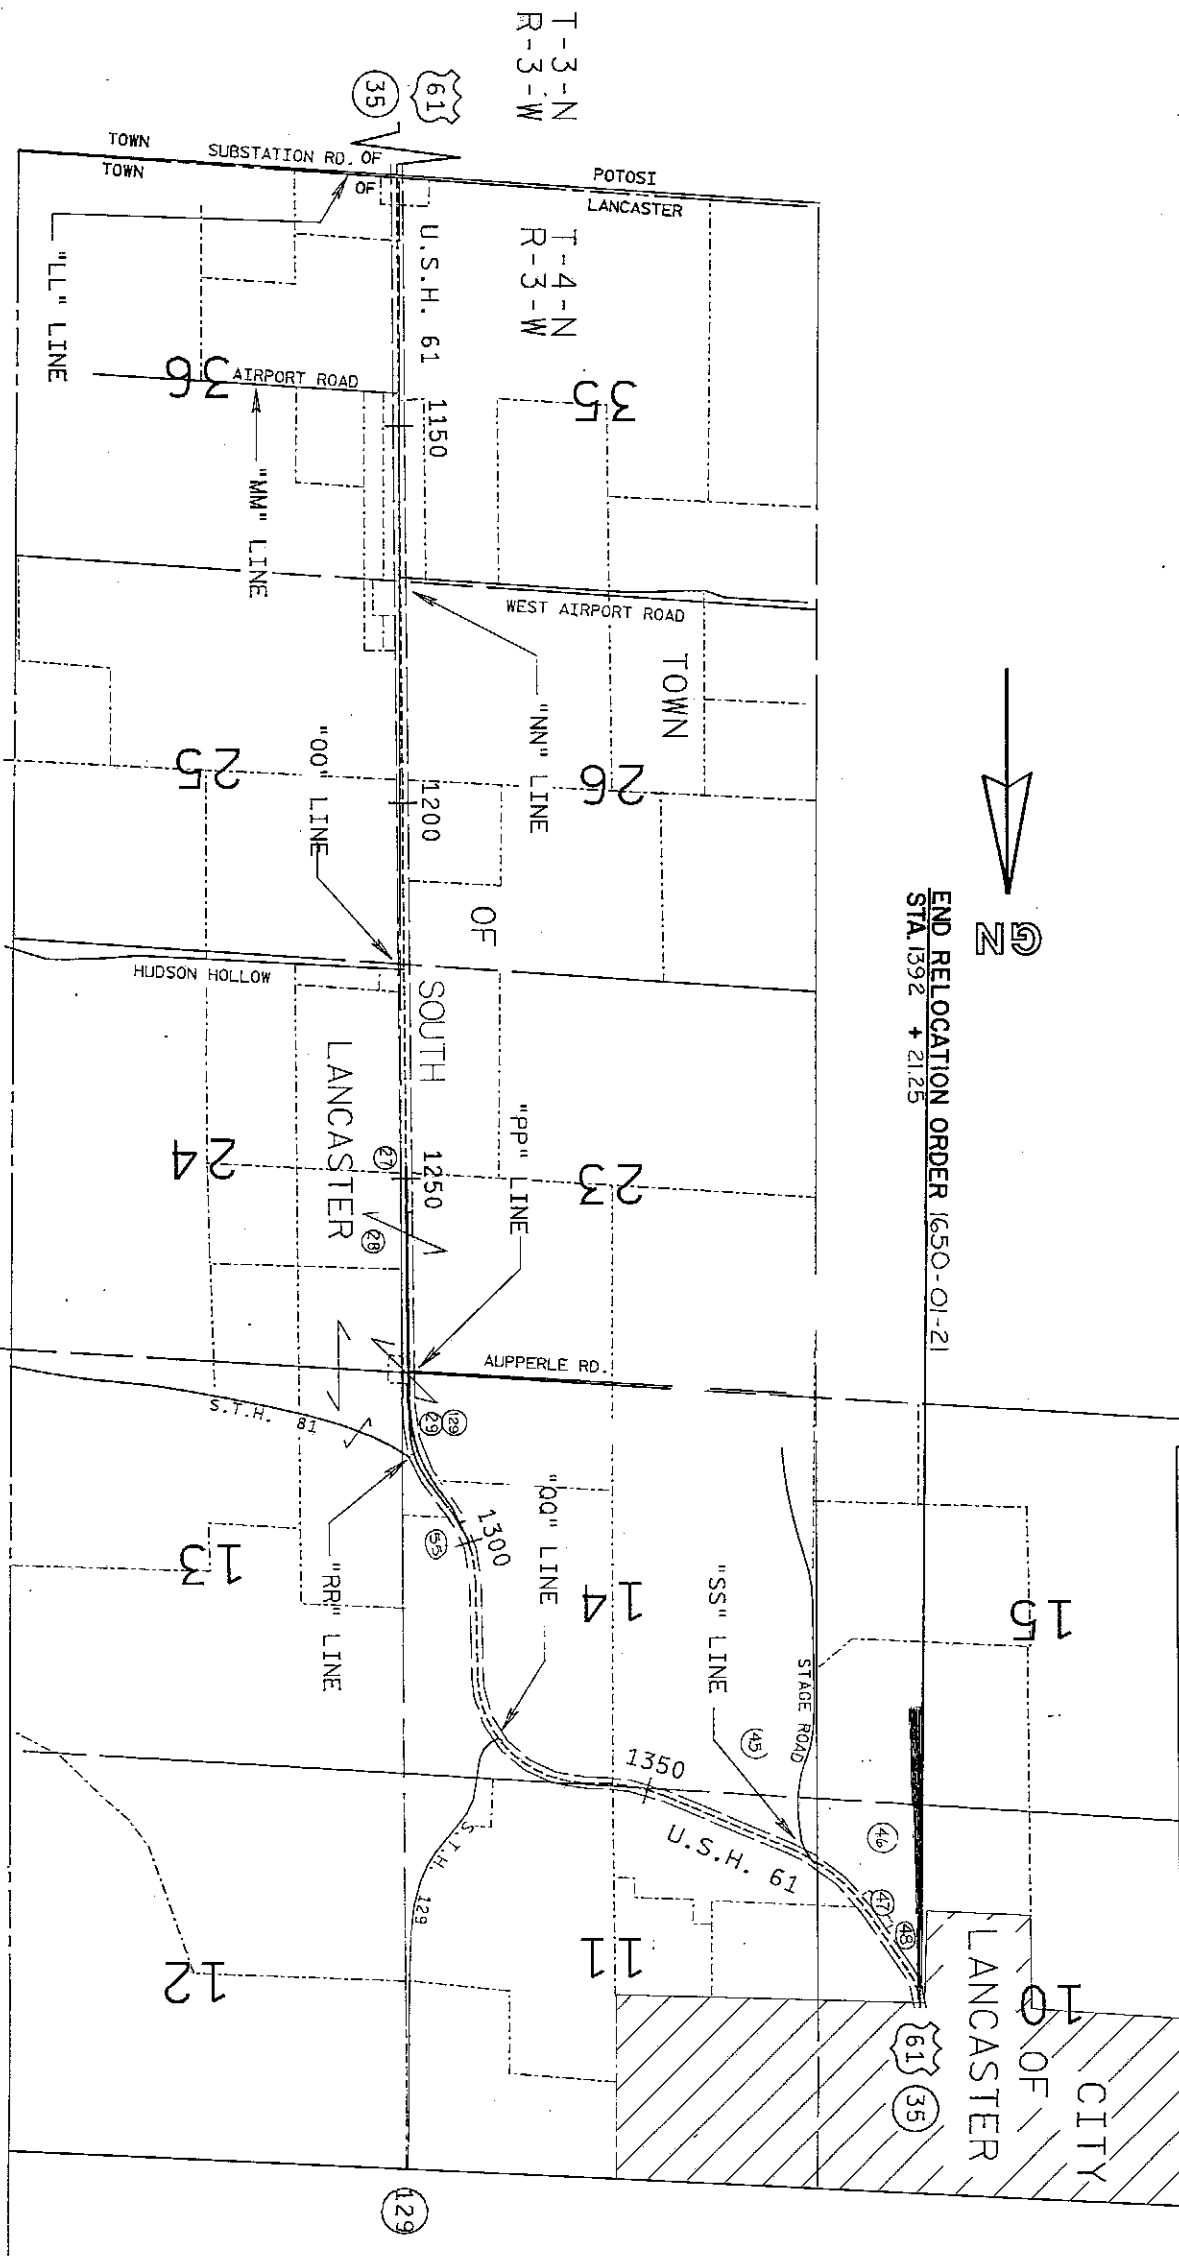 T-3-N
R-3-W
61
35
TOWN OF POTOSI
SUBSTATION RD.
TOWN OF LANCASTER
T-4-N
R-3-W
"LL" LINE
U.S.H. 61
36
AIRPORT ROAD
35
1150
"MM" LINE
WEST AIRPORT ROAD
"NN" LINE
TOWN
25
26
"OO" LINE
1200
OF
GN
END RELOCATION ORDER 1650-01-21
STA. 1392 + 21.25
HUDSON HOLLOW
SOUTH
LANCASTER
24
23
27
1250
28
"PP" LINE
AUPPERLE RD.
S.T.H. 81
129
29
"RR" LINE
55
1300
"QQ" LINE
13
14
15
"SS" LINE
STAGE ROAD
45
1350
U.S.H. 61
46
47
48
S.T.H. 129
12
11
10
CITY
OF
LANCASTER
61
35
129